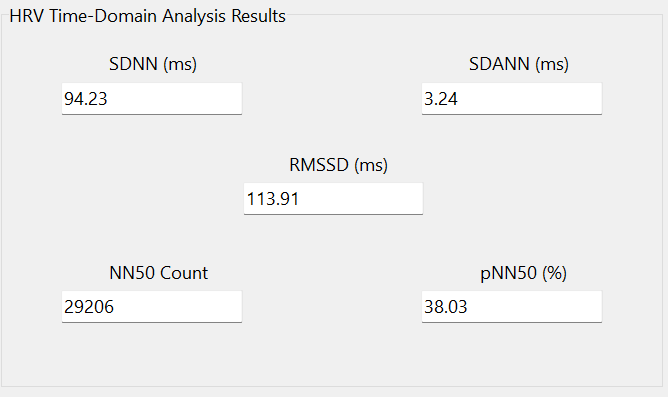 HRV Time-Domain Analysis Results
SDNN (ms)
SDANN (ms)
94.23
3.24
RMSSD (ms)
113.91
NN50 Count
pNN50 (%)
29206
38.03